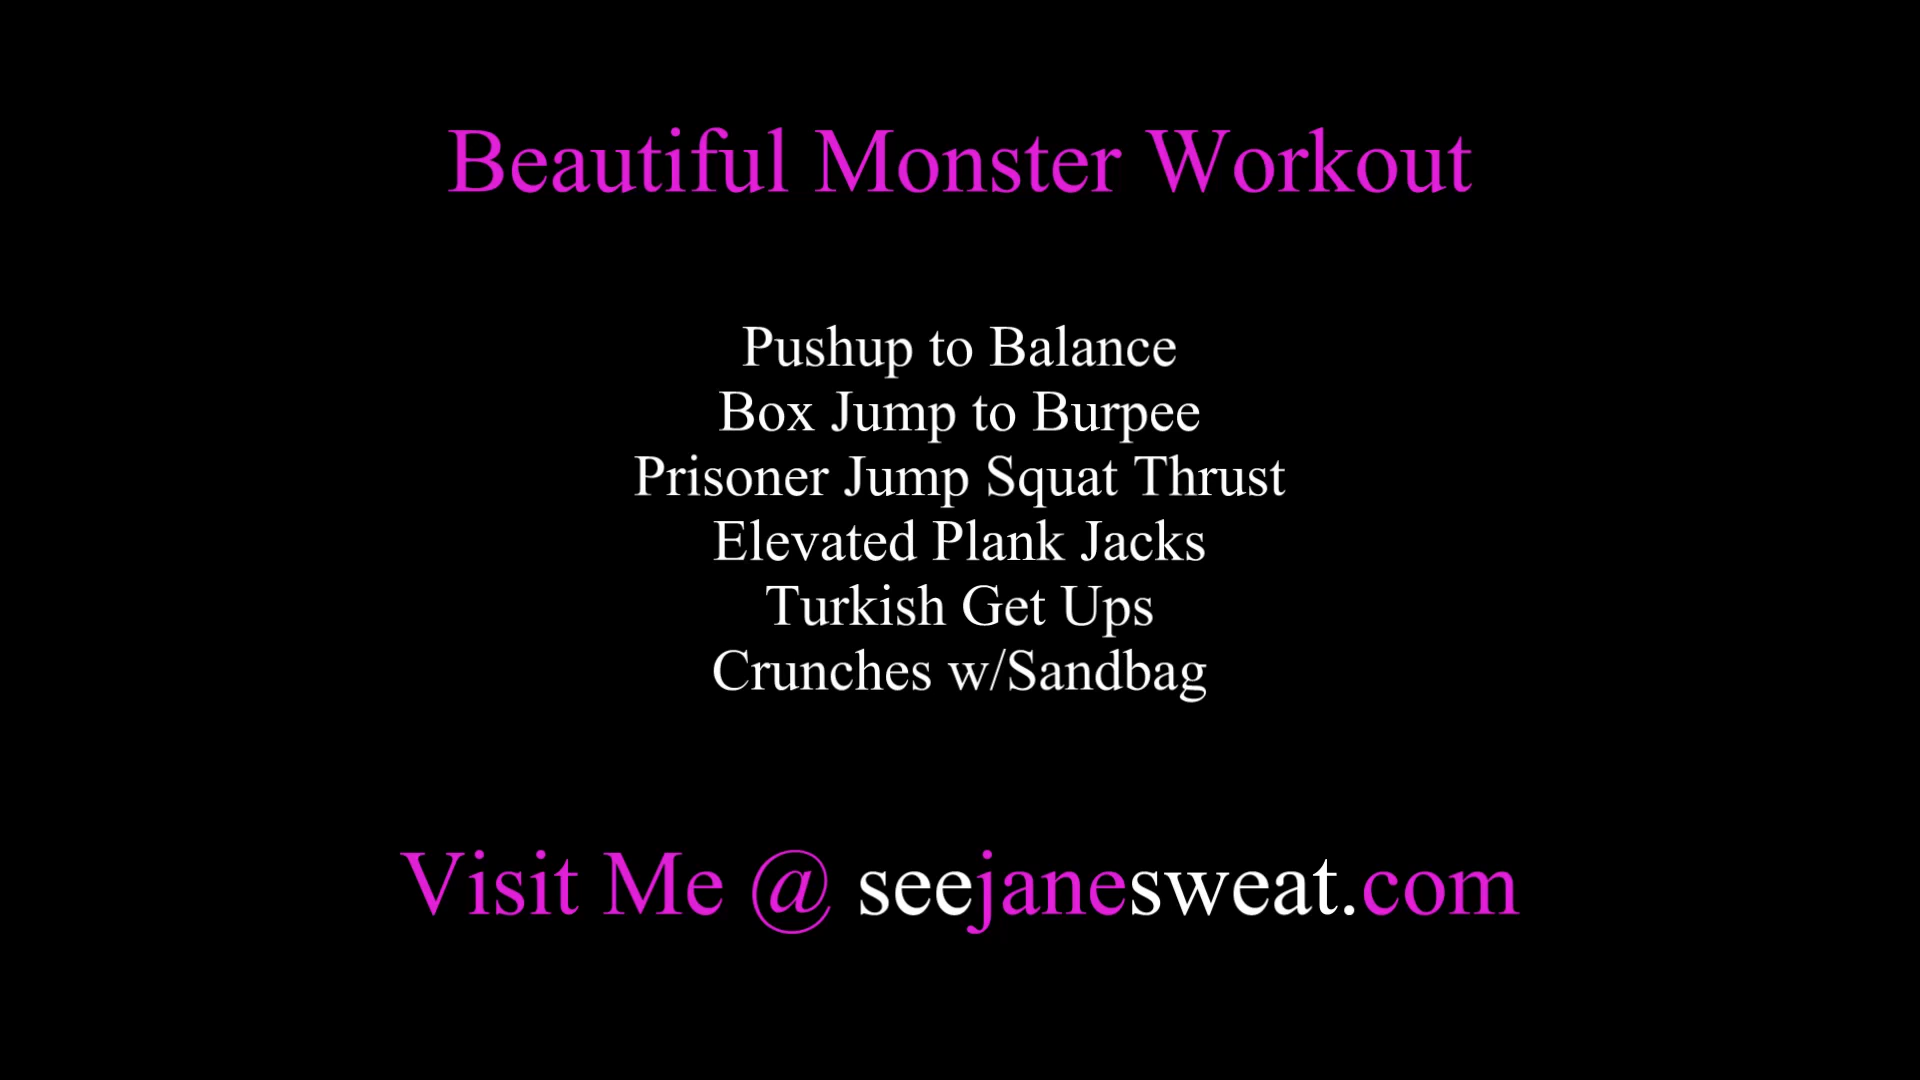 Beautiful Monster Workout
Pushup to Balance
Box Jump to Burpee
Prisoner Jump Squat Thrust
Elevated Plank Jacks
Turkish Get Ups
Crunches w/Sandbag
Visit Me @ seejanesweat.com